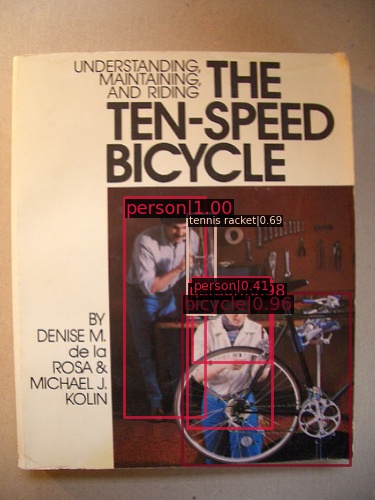 UNDERSTANDING,
MAINTAINING,
AND RIDING
THE
TEN-SPEED
BICYCLE
person|1.00
tennis racket|0.69
person|0.41
bicycle|0.96
BY
DENISE M.
de la
ROSA &
MICHAEL J.
KOLIN